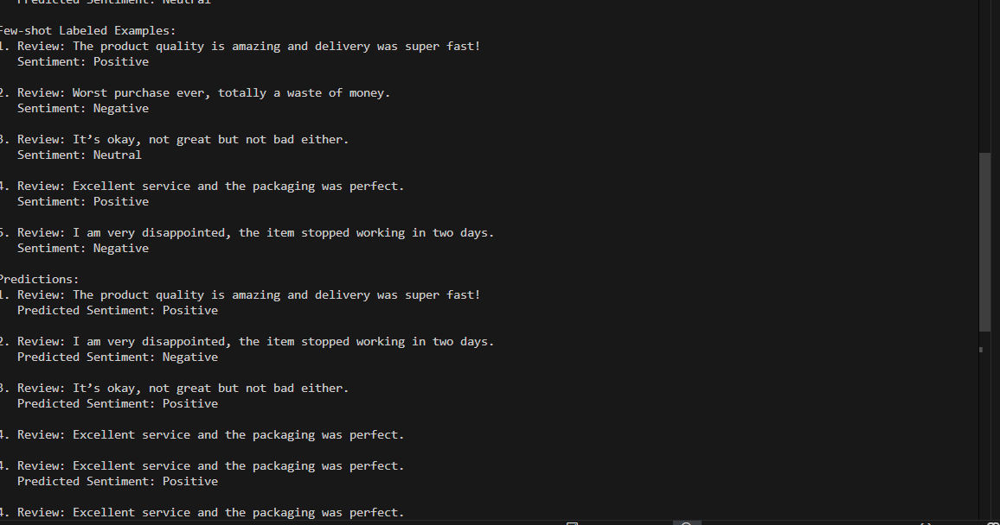 Predicted Sentiment: Neutral
Few-shot Labeled Examples:
1. Review: The product quality is amazing and delivery was super fast!
Sentiment: Positive
2. Review: Worst purchase ever, totally a waste of money.
Sentiment: Negative
3. Review: It’s okay, not great but not bad either.
Sentiment: Neutral
4. Review: Excellent service and the packaging was perfect.
Sentiment: Positive
5. Review: I am very disappointed, the item stopped working in two days.
Sentiment: Negative
Predictions:
1. Review: The product quality is amazing and delivery was super fast!
Predicted Sentiment: Positive
2. Review: I am very disappointed, the item stopped working in two days.
Predicted Sentiment: Negative
3. Review: It’s okay, not great but not bad either.
Predicted Sentiment: Positive
4. Review: Excellent service and the packaging was perfect.
4. Review: Excellent service and the packaging was perfect.
Predicted Sentiment: Positive
4. Review: Excellent service and the packaging was perfect.